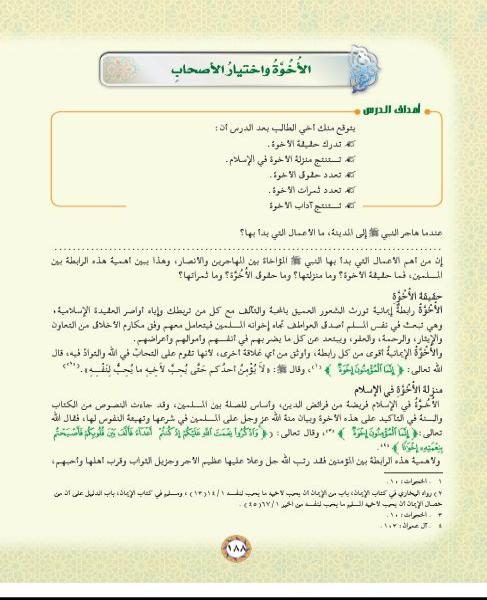 الأُخُوَّةُ واختيارُ الأصحابِ
أهداف الدرس
يتوقع منك أخي الطالب بعد الدرس أن :
تدرك حقيقة الأخوة .
تستنتج منزلة الأخوة في الإسلام .
تعدد حقوق الأخوة .
تعدد ثمرات الأخوة .
تستنتج آداب الأخوة
عندما هاجر النبي ﷺ إلى المدينة، ما الأعمال التي بدأ بها؟
إن من أهم الأعمال التي بدأ بها النبي ﷺ المؤاخاة بين المهاجرين والأنصار، وهذا يبين أهمية هذه الرابطة بين
المسلمين، فما حقيقة الأخوة؟ وما منزلتها؟ وما حقوق الأُخُوَّة؟ وما ثمراتها؟
حقيقة الأُخُوَّة
الأُخُوَّةُ رابطةٌ إيمانية تورث الشعور العميق بالمحبة والتآلف مع كل من تربطك وإياه أواصر العقيدة الإسلامية،
وهي تبعث في نفس المسلم أصدق العواطف تجاه إخوانه المسلمين فيتعامل معهم وفق مكارم الأخلاق من التعاون
والإيثار، والرحمة، والعفو، ويبتعد عن كل ما يضر بهم في أنفسهم وأموالهم وأعراضهم.
والأخُوَّة الإيمانية أقوى من كل رابطة، وأوثق من أي علاقة أخرى، لأنها تقوم على التحابّ في الله والتوادّ فيه، قال
الله تعالى: ﴿ إِنَّمَا الْمُؤْمِنُونَ إِخْوَةٌ ﴾ (١)، وقال ﷺ : «لا يُؤْمِنُ أحدُكم حَتَّى يُحِبَّ لأخِيهِ ما يُحِبُّ لِنَفْسِهِ». (٢)
منزلة الأُخُوَّة في الإسلام
الأُخُوَّة في الإسلام فريضة من فرائض الدين، وأساس للصلة بين المسلمين، وقد جاءت النصوص من الكتاب
والسنة في التأكيد على هذه الأخوة وبيان منة الله عز وجل على المسلمين في شرعها وتهيئة النفوس لها، فقال الله
تعالى: ﴿ إِنَّمَا الْمُؤْمِنُونَ إِخْوَةٌ ﴾ (٣)، وقال تعالى: ﴿ وَاذْكُرُوا نِعْمَتَ اللَّهِ عَلَيْكُمْ إِذْ كُنْتُمْ أَعْدَاءً فَأَلَّفَ بَيْنَ قُلُوبِكُمْ فَأَصْبَحْتُمْ
بِنِعْمَتِهِ إِخْوَانًا ﴾ (٤).
ولأهمية هذه الرابطة بين المؤمنين فقد رتب الله جل وعلا عليها عظيم الأجر وجزيل الثواب وقرب أهلها وأحبهم،
١ . الحجرات: ١٠ .
٢) رواه البخاري في كتاب الإيمان، باب من الإيمان أن يحب لأخيه ما يحب لنفسه ١٤/١ (١٣)، ومسلم في كتاب الإيمان، باب الدليل على أن من
خصال الإيمان أن يحب لأخيه المسلم ما يحب لنفسه من الخير ٦٧/١ (٤٥) .
٣ . الحجرات: ١٠ .
٤ . آل عمران: ١٠٣ .
١٨٨